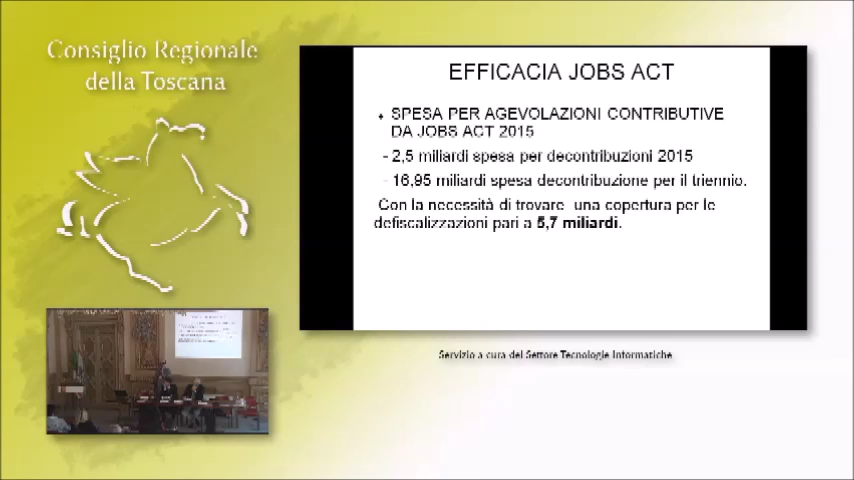 Consiglio Regionale
della Toscana
EFFICACIA JOBS ACT
SPESA PER AGEVOLAZIONI CONTRIBUTIVE
DA JOBS ACT 2015
- 2,5 miliardi spesa per decontribuzioni 2015
- 16,95 miliardi spesa decontribuzione per il triennio.
Con la necessità di trovare una copertura per le
defiscalizzazioni pari a 5,7 miliardi.
Servizio a cura del Settore Tecnologie Informatiche